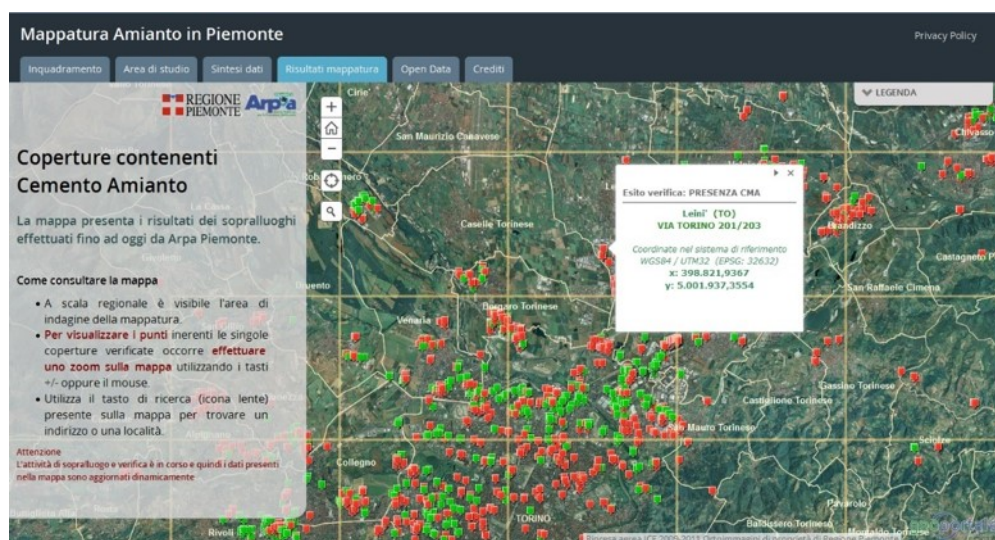 Mappatura Amianto in Piemonte
Privacy Policy
Inquadramento
Area di studio
Sintesi dati
Risultati mappatura
Open Data
Crediti
REGIONE
PIEMONTE
Arpa
LEGENDA
Coperture contenenti
Cemento Amianto
La mappa presenta i risultati dei sopralluoghi
effettuati fino ad oggi da Arpa Piemonte.
Come consultare la mappa
• A scala regionale è visibile l'area di
indagine della mappatura.
• Per visualizzare i punti inerenti le singole
coperture verificate occorre effettuare
uno zoom sulla mappa utilizzando i tasti
+/- oppure il mouse.
• Utilizza il tasto di ricerca (icona lente)
presente sulla mappa per trovare un
indirizzo o una località.
Attenzione
L'attività di sopralluogo e verifica è in corso e quindi i dati presenti
nella mappa sono aggiornati dinamicamente
Esito verifica: PRESENZA CMA
Leini' (TO)
VIA TORINO 201/203
Coordinate nel sistema di riferimento
WGS84 / UTM32 (EPSG: 32632)
x: 398.821,9367
y: 5.001.937,3554
Cirie'
San Maurizio Canavese
Chivasso
Caselle Torinese
Brandizzo
Castagneto
San Raffaele Cimena
Borgaro Torinese
Venaria
Gassino Torinese
Castiglione Torinese
San Mauro Torinese
Sciolze
Collegno
Pavarolo
TORINO
Rivoli
Baldissero Torinese
Montaldo Torinese